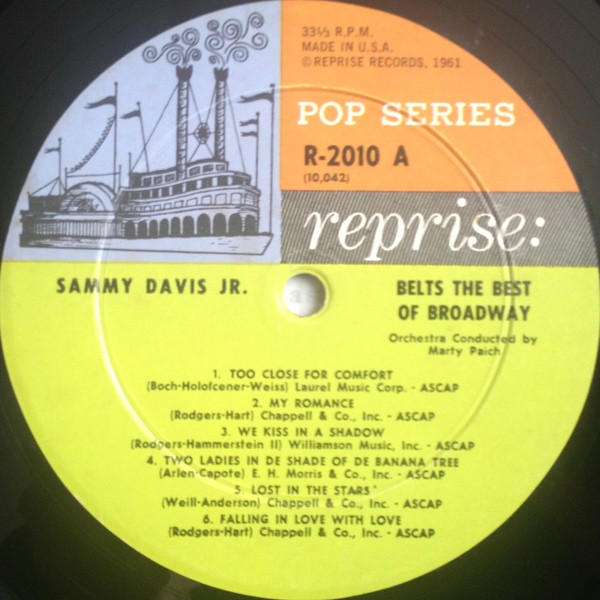 33⅓ R.P.M.
MADE IN U.S.A.
©REPRISE RECORDS, 1961
POP SERIES
R-2010 A
(10,042)
reprise:
SAMMY DAVIS JR.
BELTS THE BEST
OF BROADWAY
Orchestra Conducted by
Marty Paich
1. TOO CLOSE FOR COMFORT
(Boch-Holofcener-Weiss) Laurel Music Corp. - ASCAP
2. MY ROMANCE
(Rodgers-Hart) Chappell & Co., Inc. - ASCAP
3. WE KISS IN A SHADOW
(Rodgers-Hammerstein II) Williamson Music, Inc. - ASCAP
4. TWO LADIES IN DE SHADE OF DE BANANA TREE
(Arlen-Capote) E. H. Morris & Co., Inc. - ASCAP
5. LOST IN THE STARS
(Weill-Anderson) Chappell & Co., Inc. - ASCAP
6. FALLING IN LOVE WITH LOVE
(Rodgers-Hart) Chappell & Co., Inc. - ASCAP